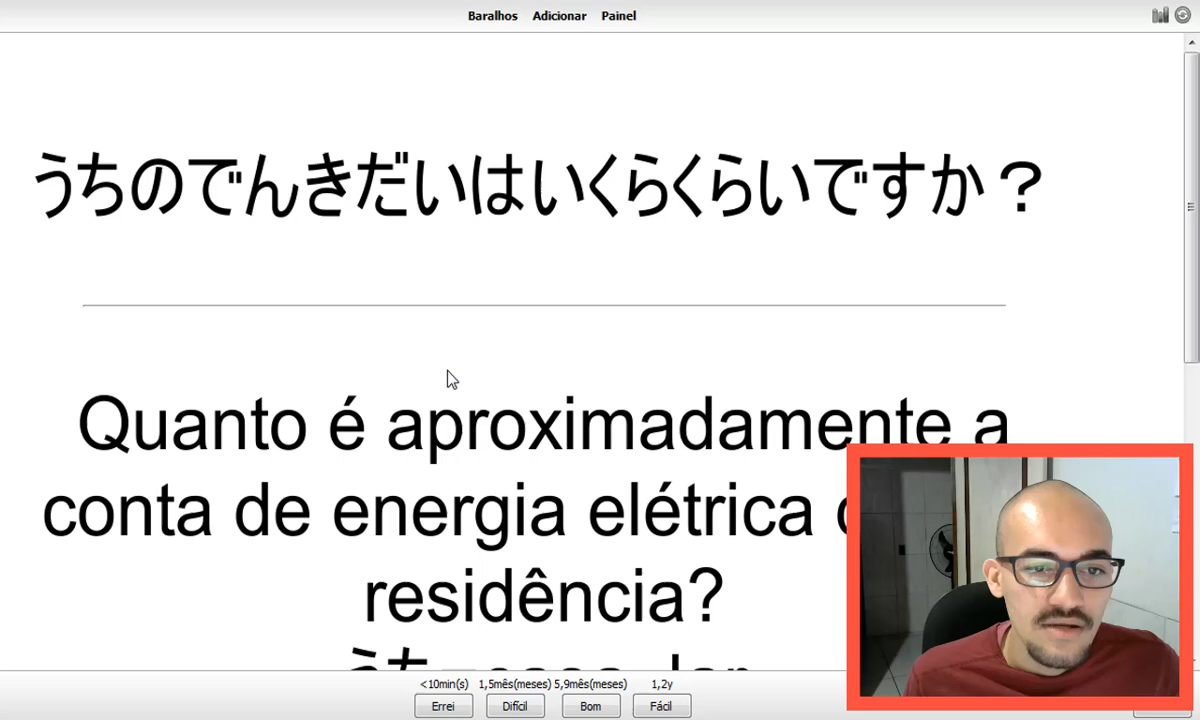 Baralhos Adicionar Painel
うちのでんきだいはいくらくらいですか？
Quanto é aproximadamente a
conta de energia elétrica
residência?
<10min(s) 1,5mês(meses) 5,9mês(meses) 1,2y
Errei Difícil Bom Fácil